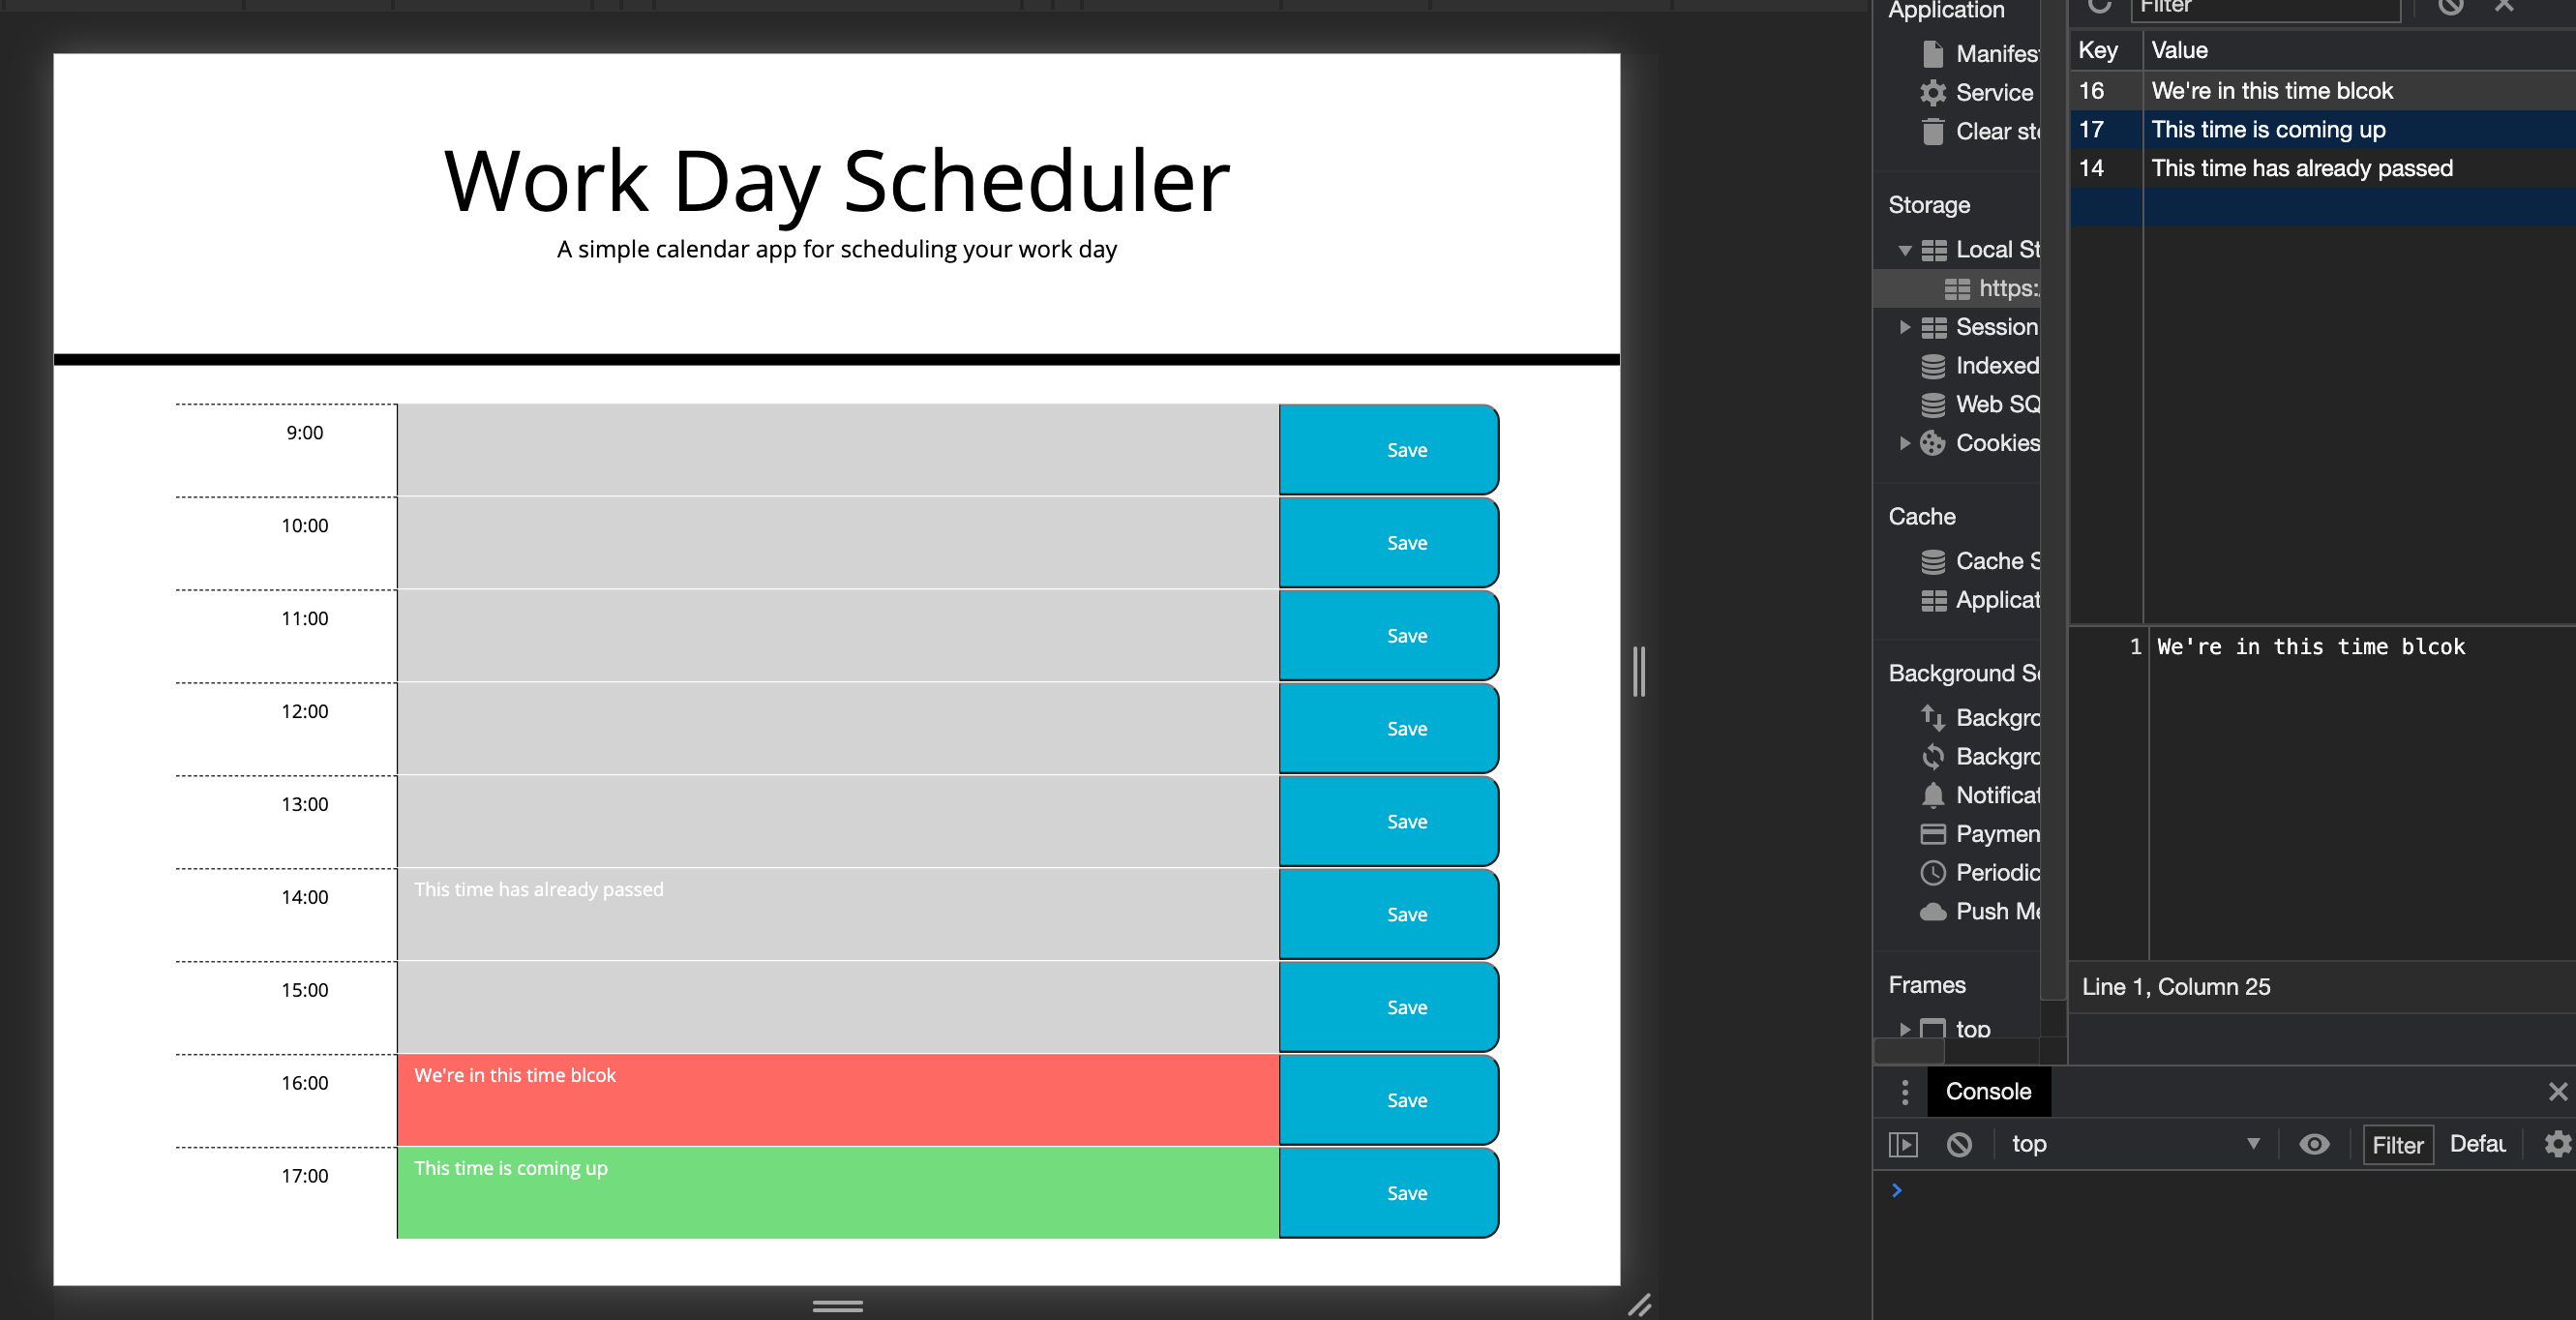 Work Day Scheduler
A simple calendar app for scheduling your work day
9:00 Save
10:00 Save
11:00 Save
12:00 Save
13:00 Save
14:00 This time has already passed Save
15:00 Save
16:00 We're in this time blcok Save
17:00 This time is coming up Save
Application
Manifes
Service
Clear st
Storage
Local St
https:
Session
Indexed
Web SQ
Cookies
Cache
Cache S
Applicat
Background S
Backgro
Backgro
Notificat
Paymen
Periodic
Push Me
Frames
top
Filter
Key Value
16 We're in this time blcok
17 This time is coming up
14 This time has already passed
1 We're in this time blcok
Line 1, Column 25
Console
top Filter Defau